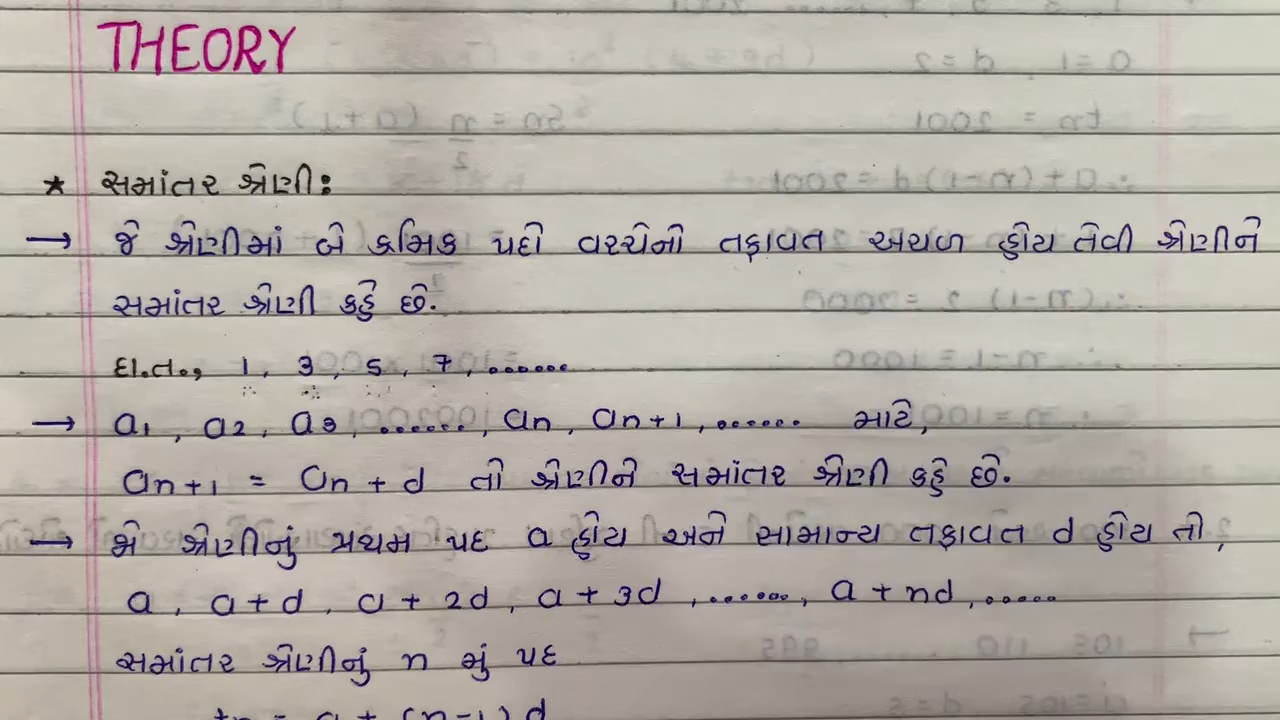 THEORY
★ સમાંતર શ્રેણી:
→ જે શ્રેણીમાં બે ક્રમિક પદો વચ્ચેનો તફાવત અચળ હોય તેવી શ્રેણીને
સમાંતર શ્રેણી કહે છે.
દા.ત., 1, 3, 5, 7, ......
→ a1, a2, a3, ......, an, an+1, ...... માટે,
an+1 = an + d તો શ્રેણીને સમાંતર શ્રેણી કહે છે.
→ જો શ્રેણીનું પ્રથમ પદ a હોય અને સામાન્ય તફાવત d હોય તો,
a, a+d, a + 2d, a + 3d, ......, a + nd, .....
સમાંતર શ્રેણીનું n મું પદ
tn = a + (n-1) d